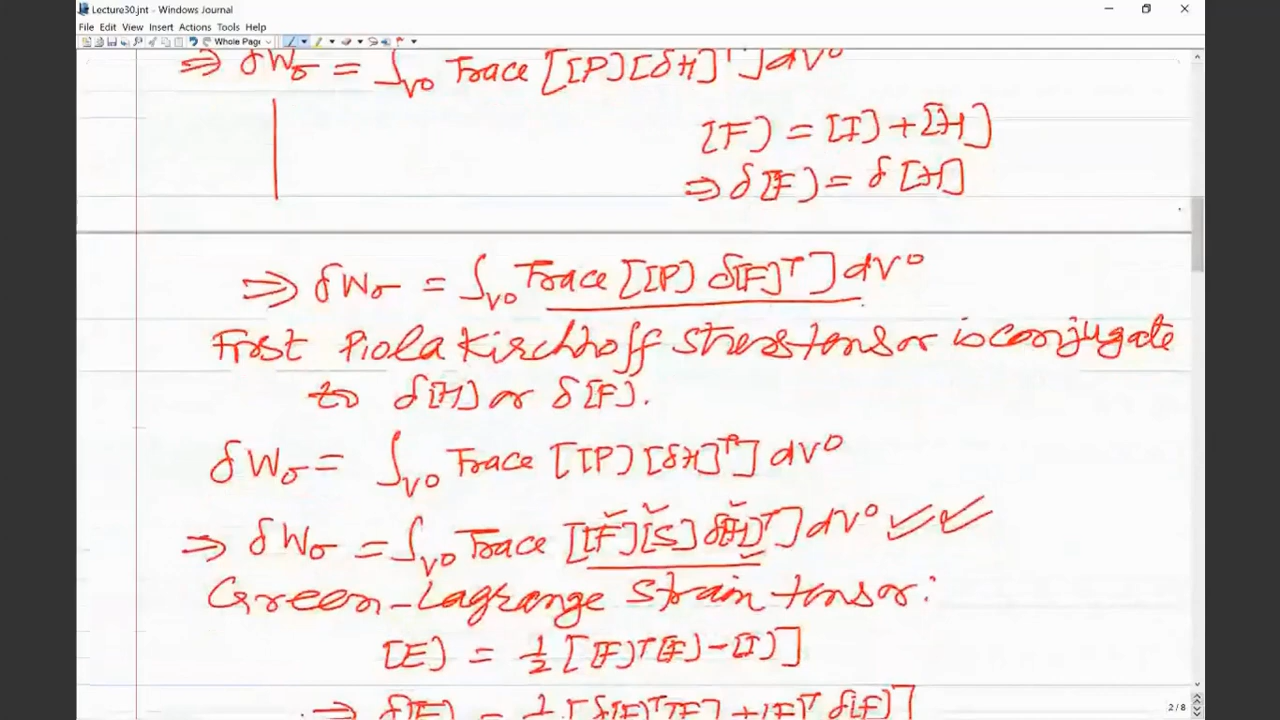 Lecture30.jnt - Windows Journal
File Edit View Insert Actions Tools Help
Whole Page
⇒ δWσ = ∫V⁰ Trace [[P][δH]ᵀ] dV⁰
[F] = [I] + [H]
⇒ δ[F] = δ[H]
⇒ δWσ = ∫V⁰ Trace [[P] δ[F]ᵀ] dV⁰
First Piola Kirchhoff stress tensor is conjugate
to δ[H] or δ[F].
δWσ = ∫V⁰ Trace [[P] [δH]ᵀ] dV⁰
⇒ δWσ = ∫V⁰ Trace [[F][S] δ[H]ᵀ] dV⁰ ✓✓
Green-Lagrange strain tensor:
[E] = ½ [[F]ᵀ[F] - [I]]
⇒ δ[E] = ½ [δ[F]ᵀ[F] + [F]ᵀ δ[F]]
2 / 8